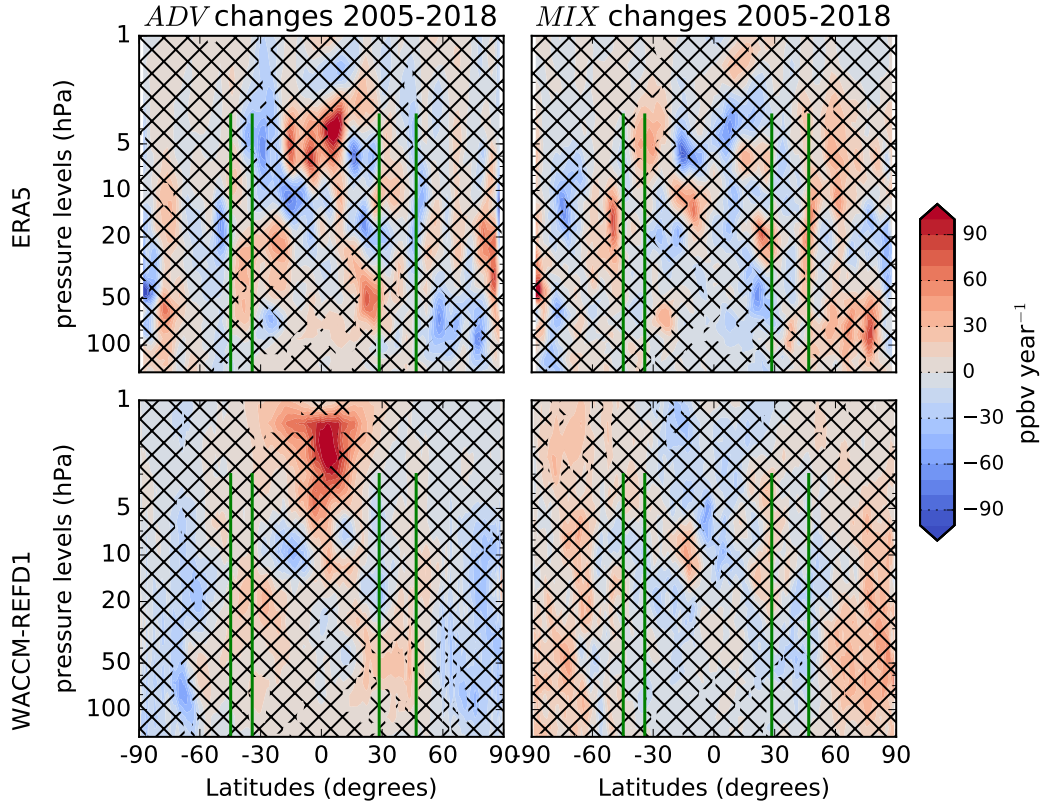 ADV changes 2005-2018
MIX changes 2005-2018
ERA5
pressure levels (hPa)
1
5
10
20
50
100
WACCM-REFD1
pressure levels (hPa)
1
5
10
20
50
100
-90 -60 -30 0 30 60 90
-90 -60 -30 0 30 60 90
Latitudes (degrees)
Latitudes (degrees)
90
60
30
0
−30
−60
−90
ppbv year⁻¹